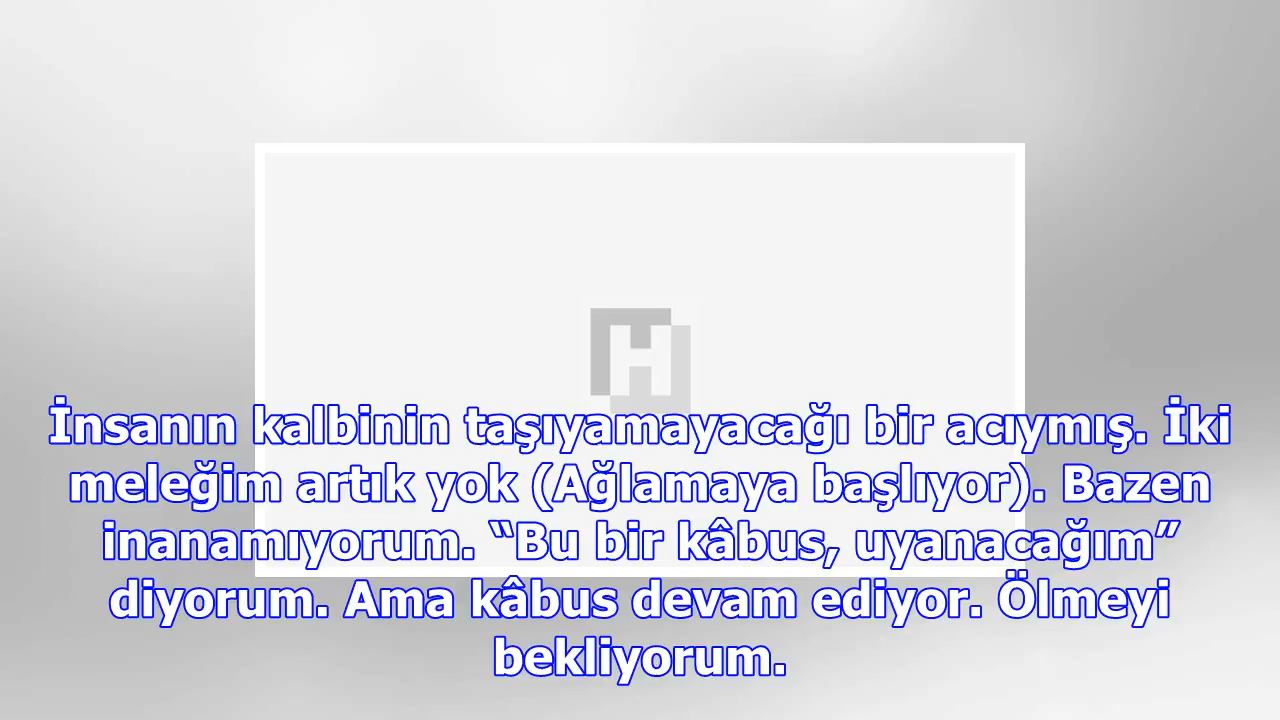 H
İnsanın kalbinin taşıyamayacağı bir acıymış. İki
meleğim artık yok (Ağlamaya başlıyor). Bazen
inanamıyorum. “Bu bir kâbus, uyanacağım”
diyorum. Ama kâbus devam ediyor. Ölmeyi
bekliyorum.